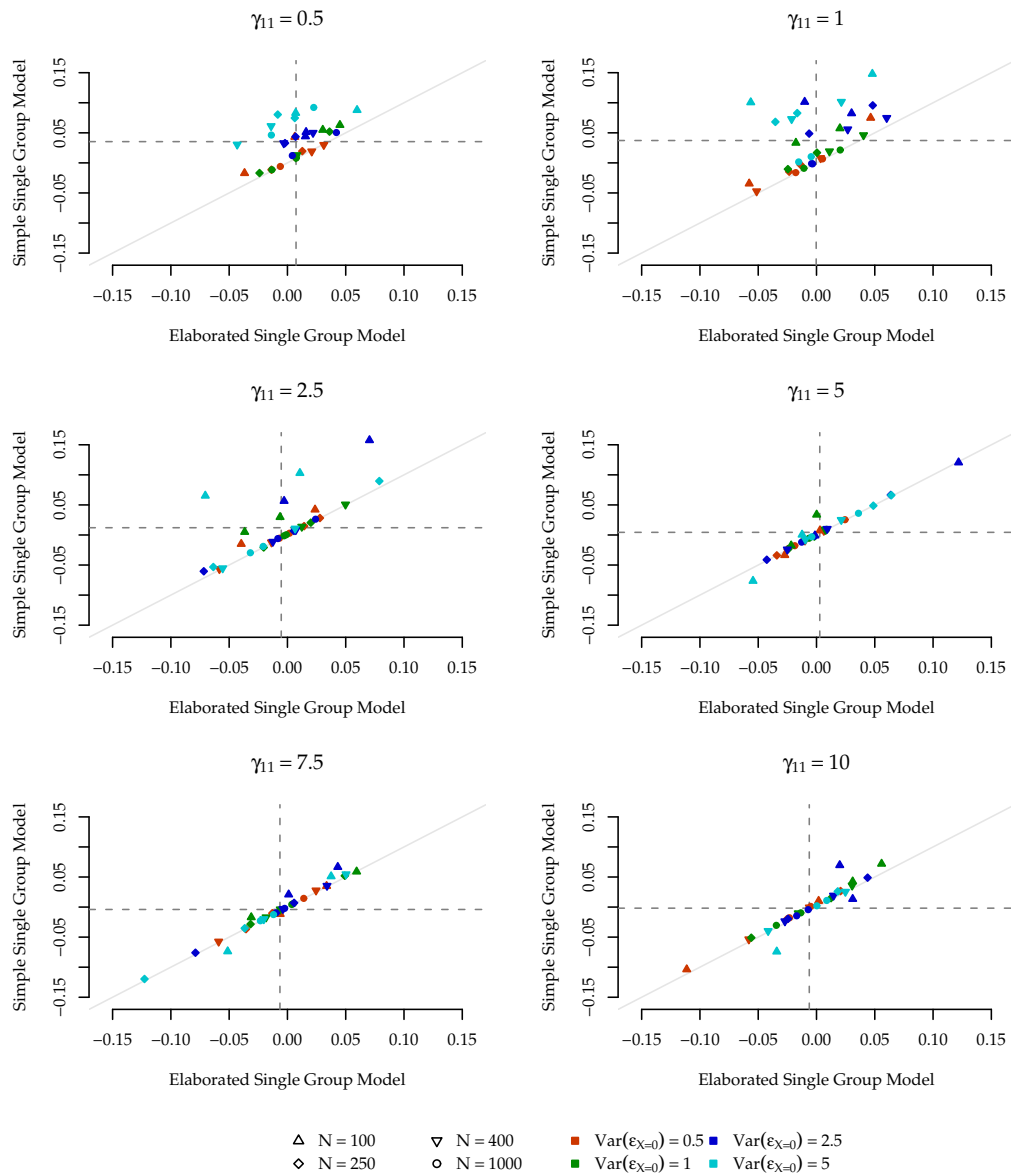 γ11 = 0.5
γ11 = 1
Simple Single Group Model
0.15
0.05
−0.05
−0.15
−0.15 −0.10 −0.05 0.00 0.05 0.10 0.15
Elaborated Single Group Model
Simple Single Group Model
0.15
0.05
−0.05
−0.15
−0.15 −0.10 −0.05 0.00 0.05 0.10 0.15
Elaborated Single Group Model
γ11 = 2.5
γ11 = 5
Simple Single Group Model
0.15
0.05
−0.05
−0.15
−0.15 −0.10 −0.05 0.00 0.05 0.10 0.15
Elaborated Single Group Model
Simple Single Group Model
0.15
0.05
−0.05
−0.15
−0.15 −0.10 −0.05 0.00 0.05 0.10 0.15
Elaborated Single Group Model
γ11 = 7.5
γ11 = 10
Simple Single Group Model
0.15
0.05
−0.05
−0.15
−0.15 −0.10 −0.05 0.00 0.05 0.10 0.15
Elaborated Single Group Model
Simple Single Group Model
0.15
0.05
−0.05
−0.15
−0.15 −0.10 −0.05 0.00 0.05 0.10 0.15
Elaborated Single Group Model
N = 100 N = 400 Var(εX=0) = 0.5 Var(εX=0) = 2.5
N = 250 N = 1000 Var(εX=0) = 1 Var(εX=0) = 5